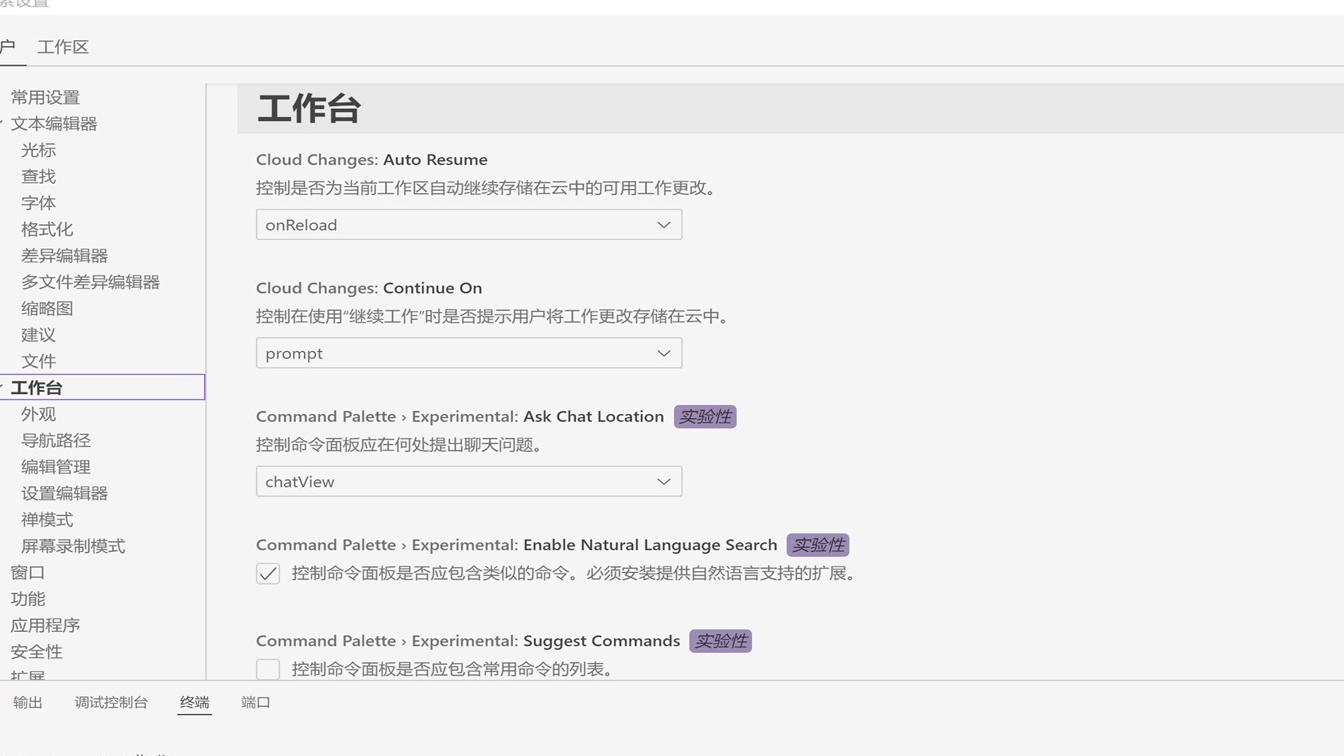 索设置
户 工作区
常用设置
文本编辑器
光标
查找
字体
格式化
差异编辑器
多文件差异编辑器
缩略图
建议
文件
工作台
外观
导航路径
编辑管理
设置编辑器
禅模式
屏幕录制模式
窗口
功能
应用程序
安全性
扩展
工作台
Cloud Changes: Auto Resume
控制是否为当前工作区自动继续存储在云中的可用工作更改。
onReload
Cloud Changes: Continue On
控制在使用“继续工作”时是否提示用户将工作更改存储在云中。
prompt
Command Palette › Experimental: Ask Chat Location 实验性
控制命令面板应在何处提出聊天问题。
chatView
Command Palette › Experimental: Enable Natural Language Search 实验性
控制命令面板是否应包含类似的命令。必须安装提供自然语言支持的扩展。
Command Palette › Experimental: Suggest Commands 实验性
控制命令面板是否应包含常用命令的列表。
输出 调试控制台 终端 端口